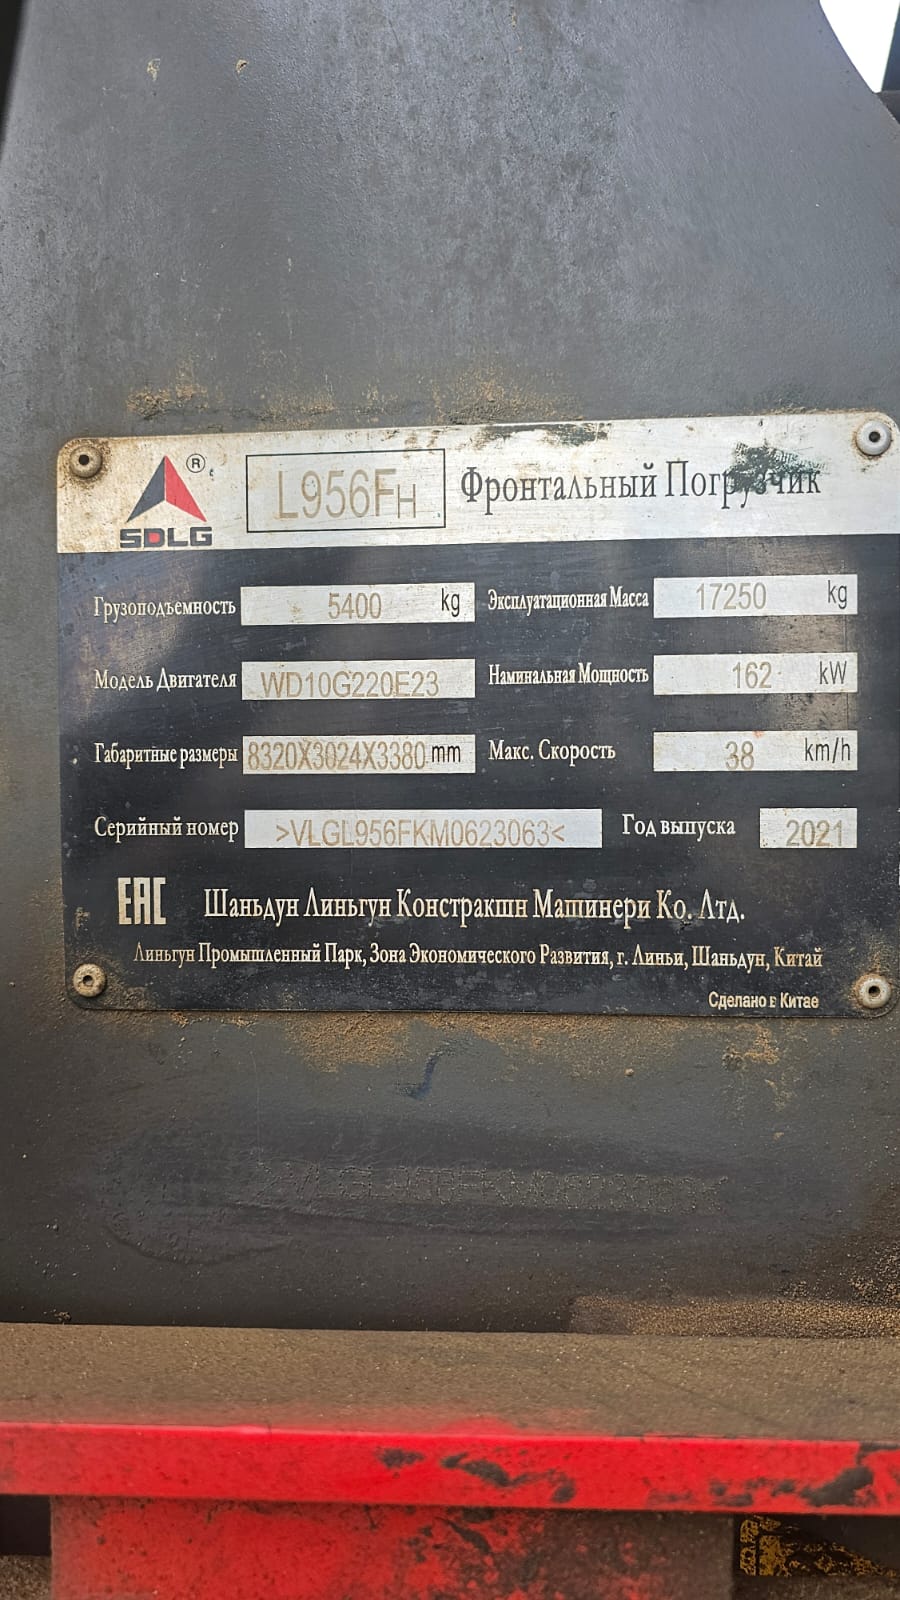 ® L956FH Фронтальный Погрузчик
SDLG
Грузоподъемность 5400 kg Эксплуатационная Масса 17250 kg
Модель Двигателя WD10G220E23 Наминальная Мощность 162 kW
Габаритные размеры 8320X3024X3380 mm Макс. Скорость 38 km/h
Серийный номер >VLGL956FKM0623063< Год выпуска 2021
EAC Шаньдун Линьгун Констракшн Машинери Ко. Лтд.
Линьгун Промышленный Парк, Зона Экономического Развития, г. Линьи, Шаньдун, Китай
Сделано в Китае